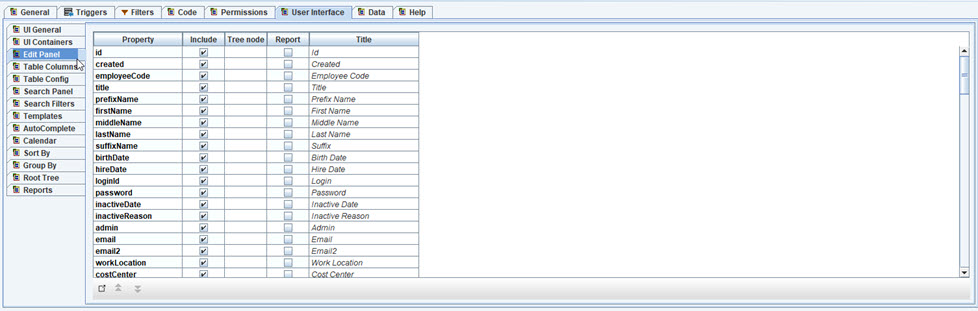 General Triggers Filters Code Permissions User Interface Data Help
UI General
UI Containers
Edit Panel
Table Columns
Table Config
Search Panel
Search Filters
Templates
AutoComplete
Calendar
Sort By
Group By
Root Tree
Reports
Property Include Tree node Report Title
id Id
created Created
employeeCode Employee Code
title Title
prefixName Prefix Name
firstName First Name
middleName Middle Name
lastName Last Name
suffixName Suffix
birthDate Birth Date
hireDate Hire Date
loginId Login
password Password
inactiveDate Inactive Date
inactiveReason Inactive Reason
admin Admin
email Email
email2 Email2
workLocation Work Location
costCenter Cost Center